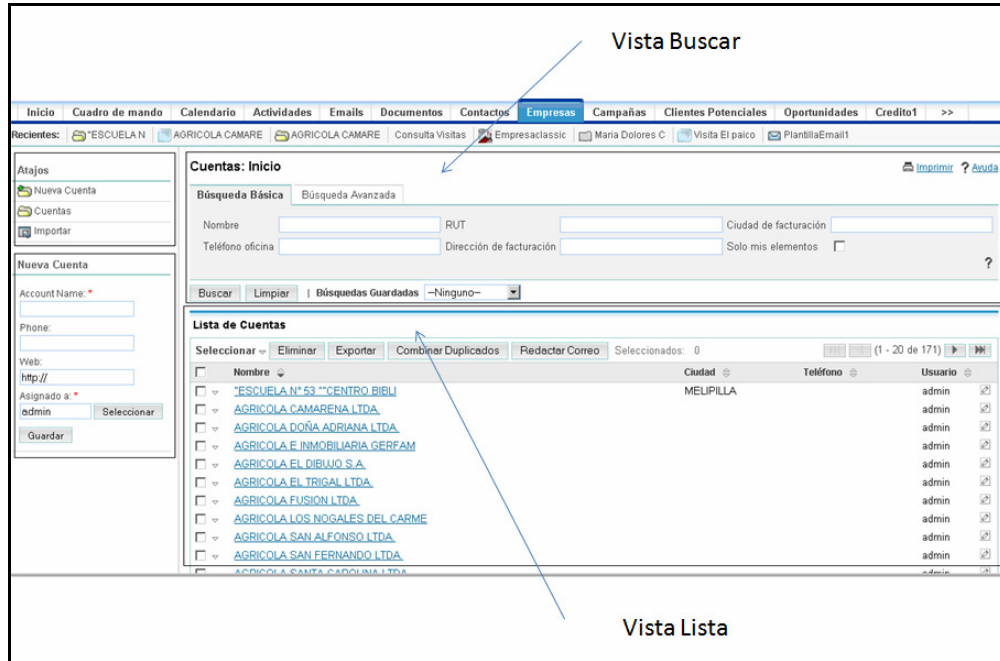 Vista Buscar
Inicio Cuadro de mando Calendario Actividades Emails Documentos Contactos Empresas Campañas Clientes Potenciales Oportunidades Credito1 >>
Recientes: "ESCUELA N AGRICOLA CAMARE AGRICOLA CAMARE Consulta Visitas Empresaclassic Maria Dolores C Visita El paico PlantillaEmail1
Atajos
Nueva Cuenta
Cuentas
Importar
Nueva Cuenta
Account Name: *
Phone:
Web:
http://
Asignado a: *
admin Seleccionar
Guardar
Cuentas: Inicio
Imprimir ? Ayuda
Búsqueda Básica Búsqueda Avanzada
Nombre RUT Ciudad de facturación
Teléfono oficina Dirección de facturación Solo mis elementos
?
Buscar Limpiar | Búsquedas Guardadas --Ninguno--
Lista de Cuentas
Seleccionar Eliminar Exportar Combinar Duplicados Redactar Correo Seleccionados: 0 (1 - 20 de 171)
Nombre Ciudad Teléfono Usuario
"ESCUELA N° 53 ""CENTRO BIBLI MELIPILLA admin
AGRICOLA CAMARENA LTDA. admin
AGRICOLA DOÑA ADRIANA LTDA. admin
AGRICOLA E INMOBILIARIA GERFAM admin
AGRICOLA EL DIBUJO S.A. admin
AGRICOLA EL TRIGAL LTDA. admin
AGRICOLA FUSION LTDA. admin
AGRICOLA LOS NOGALES DEL CARME admin
AGRICOLA SAN ALFONSO LTDA. admin
AGRICOLA SAN FERNANDO LTDA. admin
AGRICOLA SANTA CAROLINA LTDA. admin
Vista Lista